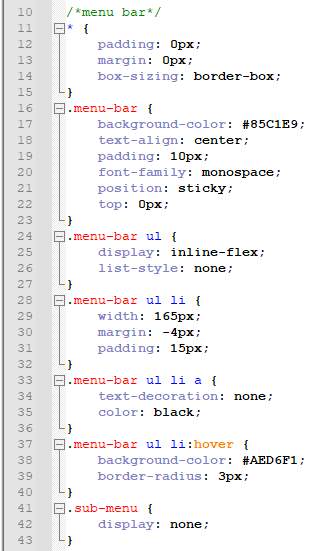 10 /*menu bar*/
11 * {
12 padding: 0px;
13 margin: 0px;
14 box-sizing: border-box;
15 }
16 .menu-bar {
17 background-color: #85C1E9;
18 text-align: center;
19 padding: 10px;
20 font-family: monospace;
21 position: sticky;
22 top: 0px;
23 }
24 .menu-bar ul {
25 display: inline-flex;
26 list-style: none;
27 }
28 .menu-bar ul li {
29 width: 165px;
30 margin: -4px;
31 padding: 15px;
32 }
33 .menu-bar ul li a {
34 text-decoration: none;
35 color: black;
36 }
37 .menu-bar ul li:hover {
38 background-color: #AED6F1;
39 border-radius: 3px;
40 }
41 .sub-menu {
42 display: none;
43 }